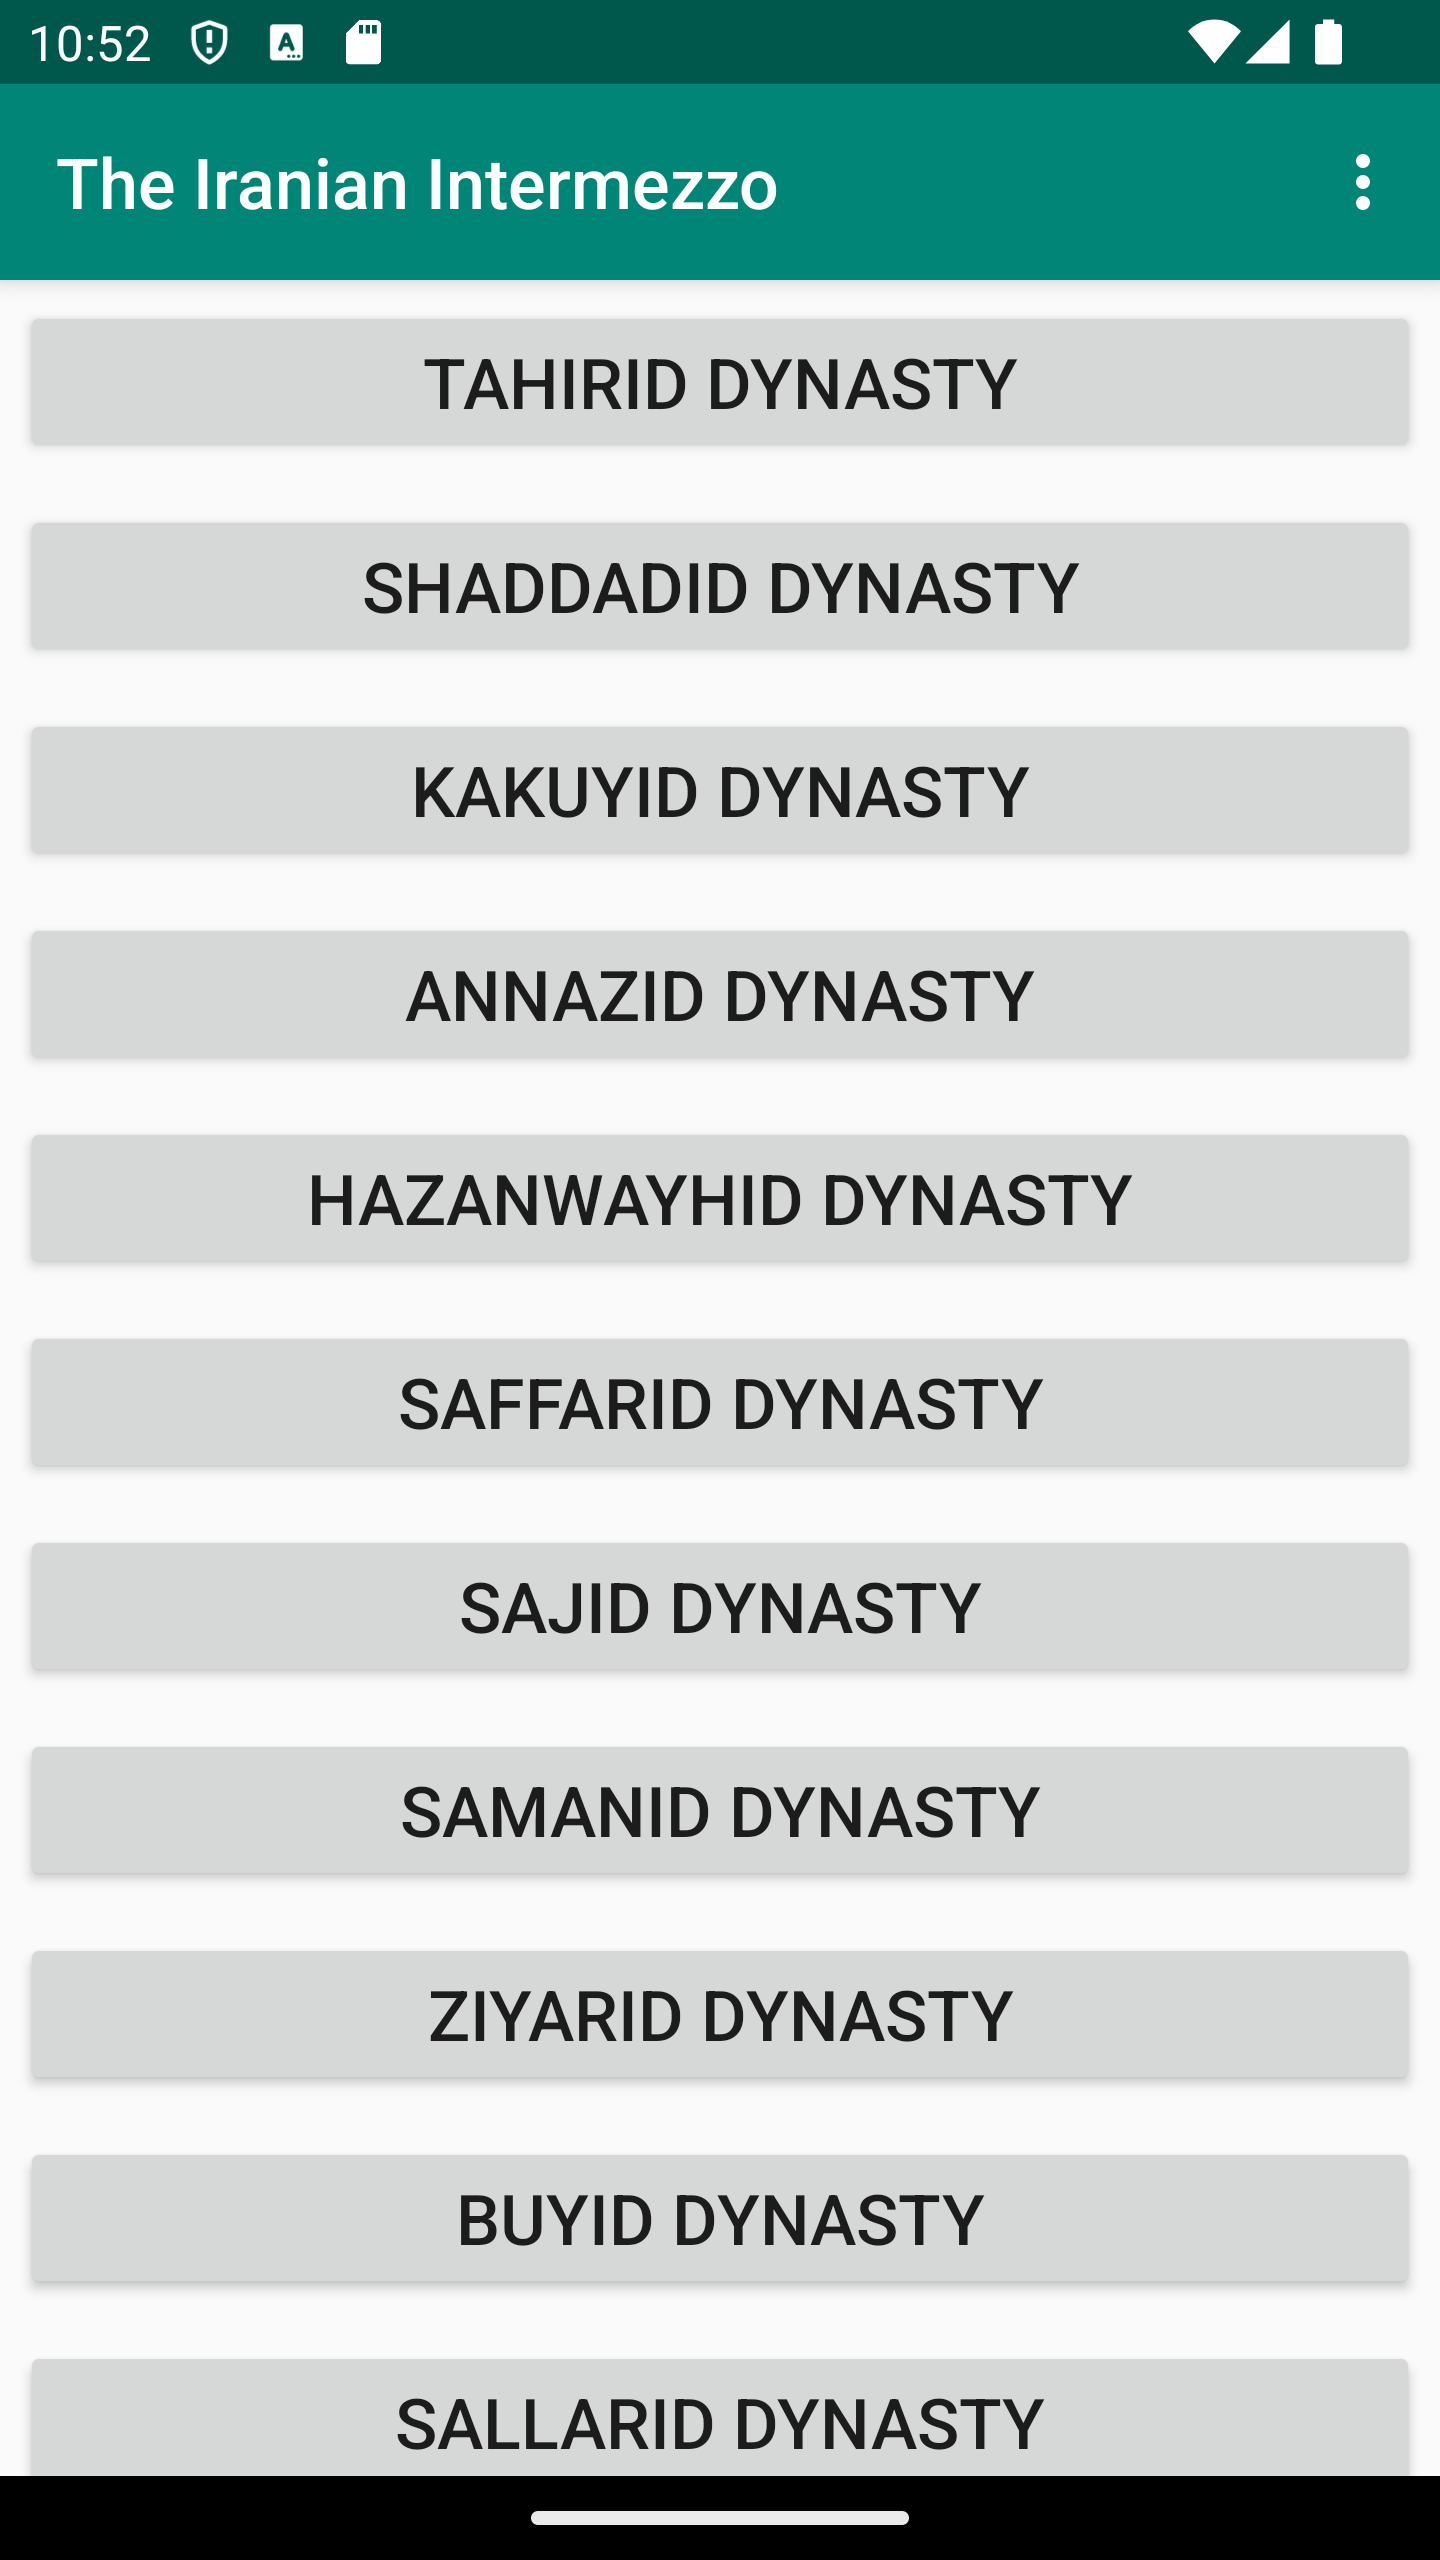 10:52
The Iranian Intermezzo
TAHIRID DYNASTY
SHADDADID DYNASTY
KAKUYID DYNASTY
ANNAZID DYNASTY
HAZANWAYHID DYNASTY
SAFFARID DYNASTY
SAJID DYNASTY
SAMANID DYNASTY
ZIYARID DYNASTY
BUYID DYNASTY
SALLARID DYNASTY